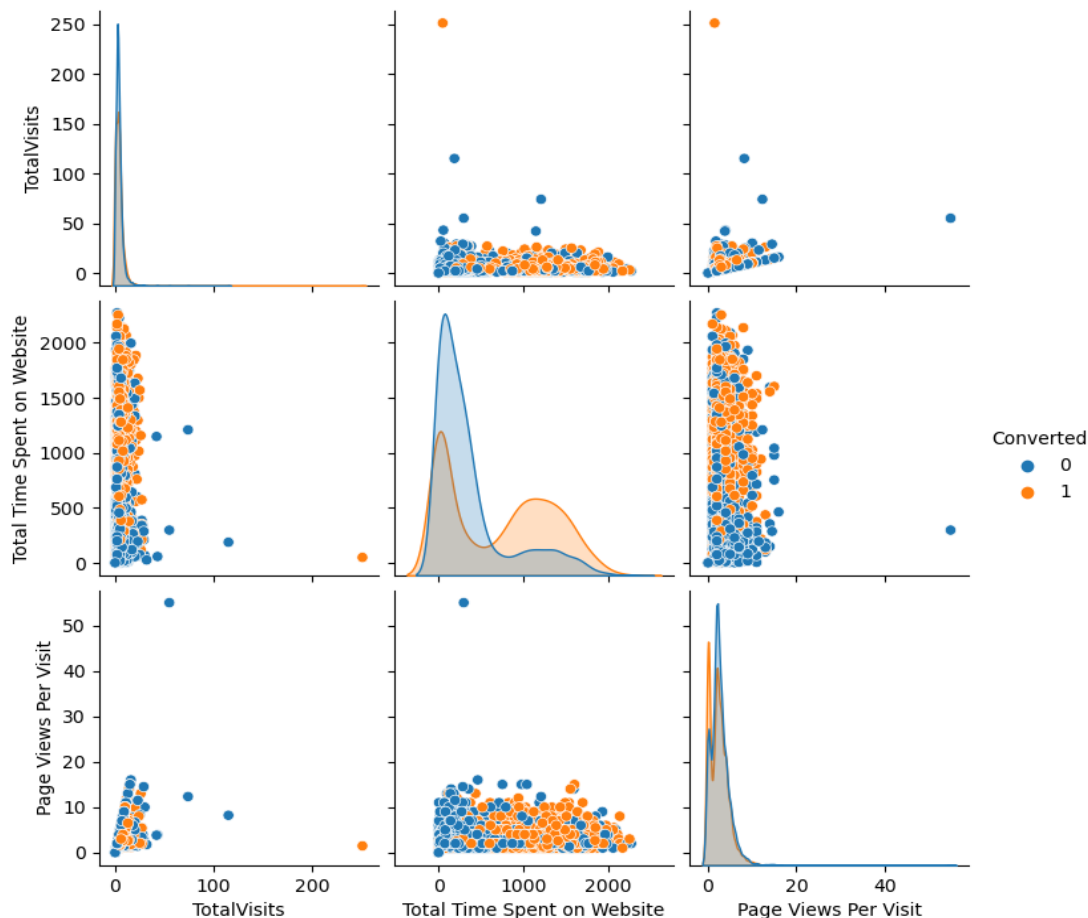 250
200
150
100
50
0
TotalVisits
2000
1500
1000
500
0
Total Time Spent on Website
Converted
0
1
50
40
30
20
10
0
Page Views Per Visit
0 100 200
0 1000 2000
0 20 40
TotalVisits
Total Time Spent on Website
Page Views Per Visit